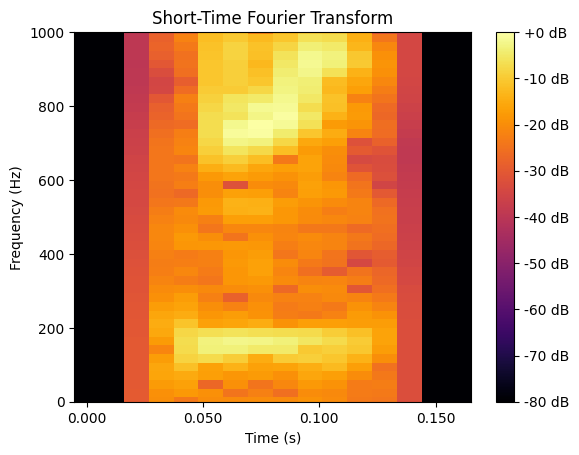 Short-Time Fourier Transform
1000
800
600
400
200
0
Frequency (Hz)
0.000
0.050
0.100
0.150
Time (s)
+0 dB
-10 dB
-20 dB
-30 dB
-40 dB
-50 dB
-60 dB
-70 dB
-80 dB